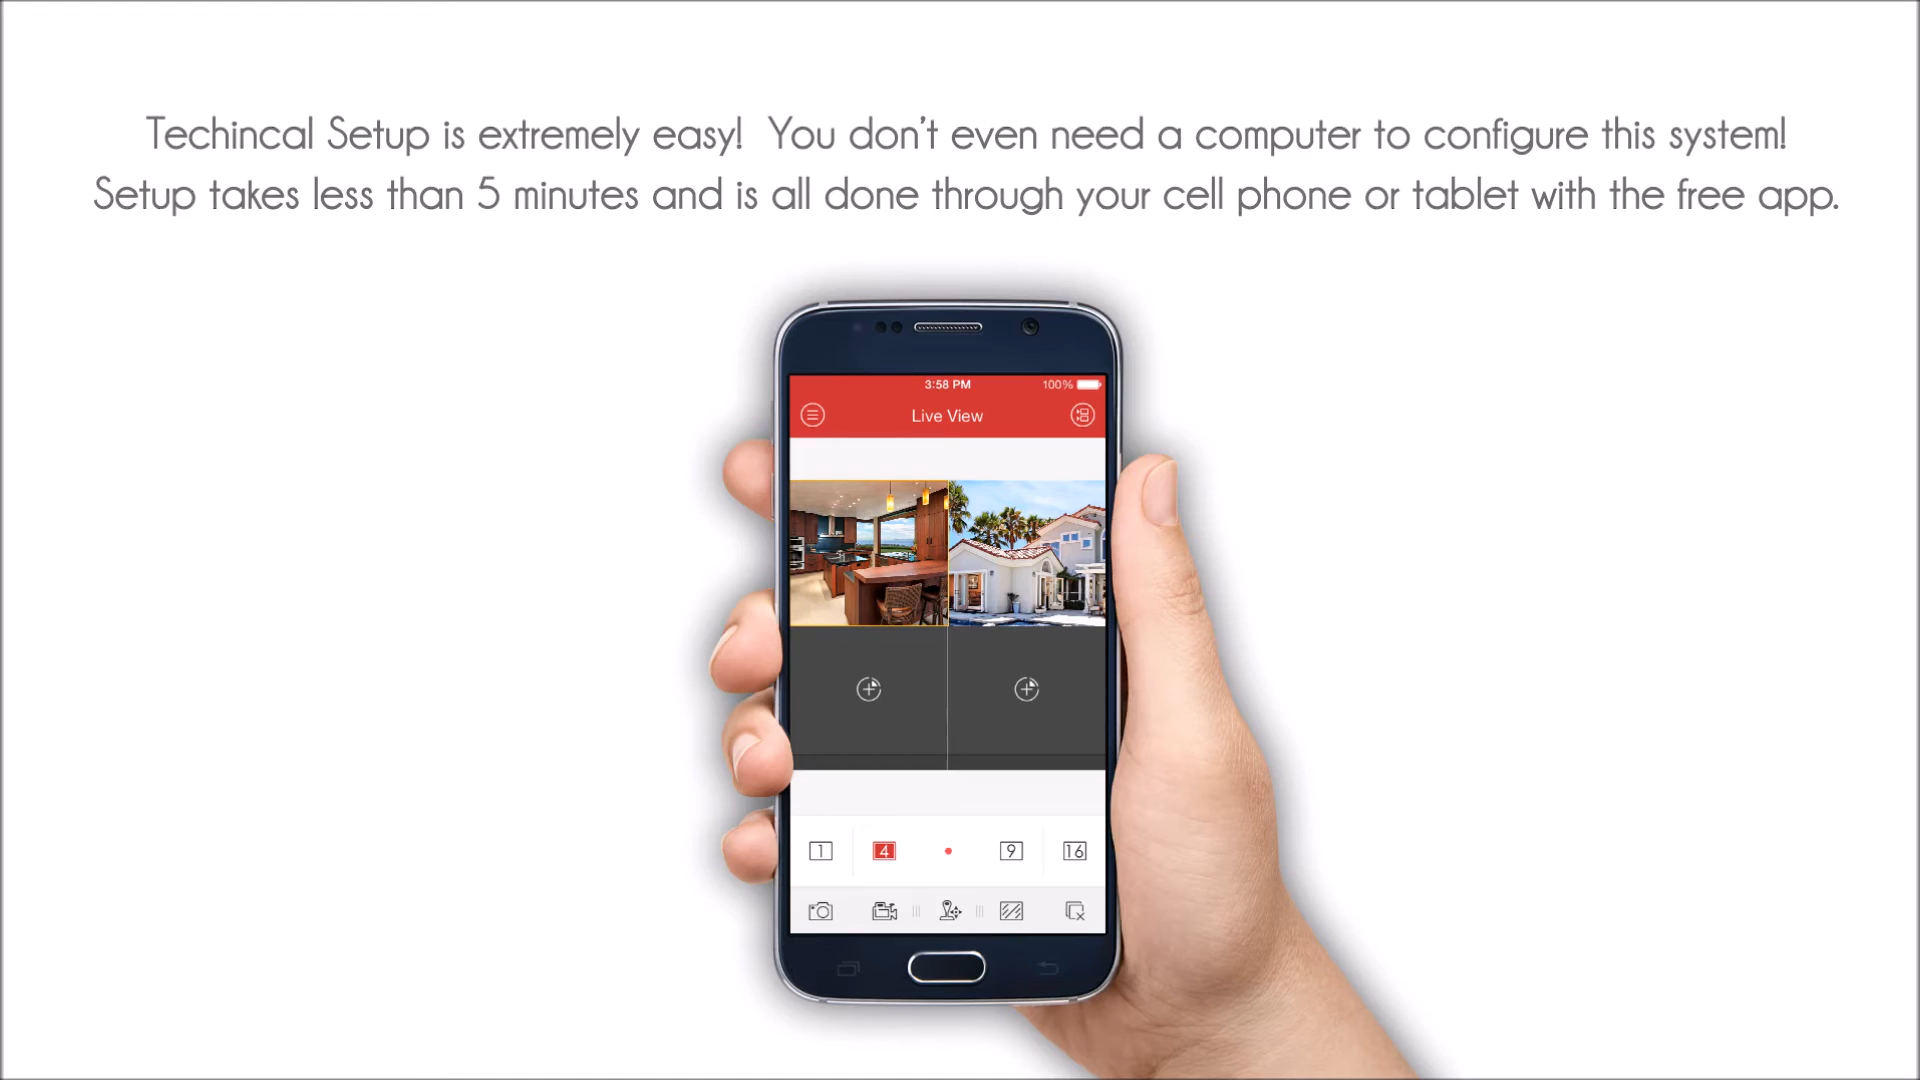 Techincal Setup is extremely easy!  You don't even need a computer to configure this system!
Setup takes less than 5 minutes and is all done through your cell phone or tablet with the free app.
3:58 PM 100%
Live View
1 4 9 16